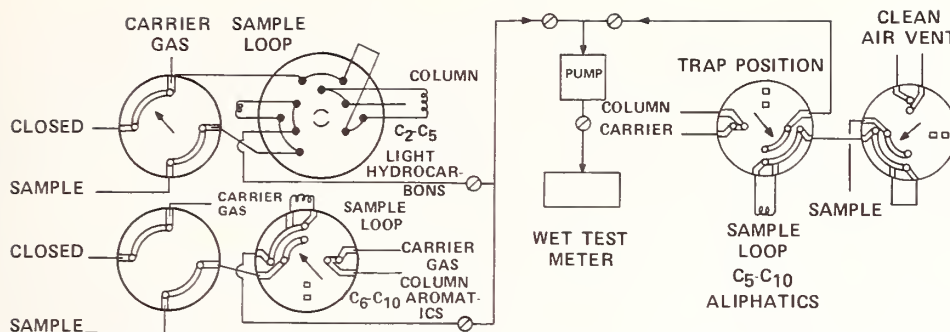 CARRIER
GAS
SAMPLE
LOOP
COLUMN
CLOSED
C2-C5
LIGHT
HYDROCAR-
BONS
SAMPLE
CARRIER
GAS
SAMPLE
LOOP
CLOSED
CARRIER
GAS
COLUMN
C6-C10 AROMAT-
ICS
SAMPLE
PUMP
WET TEST
METER
TRAP POSITION
COLUMN
CARRIER
CLEAN
AIR VENT
SAMPLE
SAMPLE
LOOP
C5-C10
ALIPHATICS